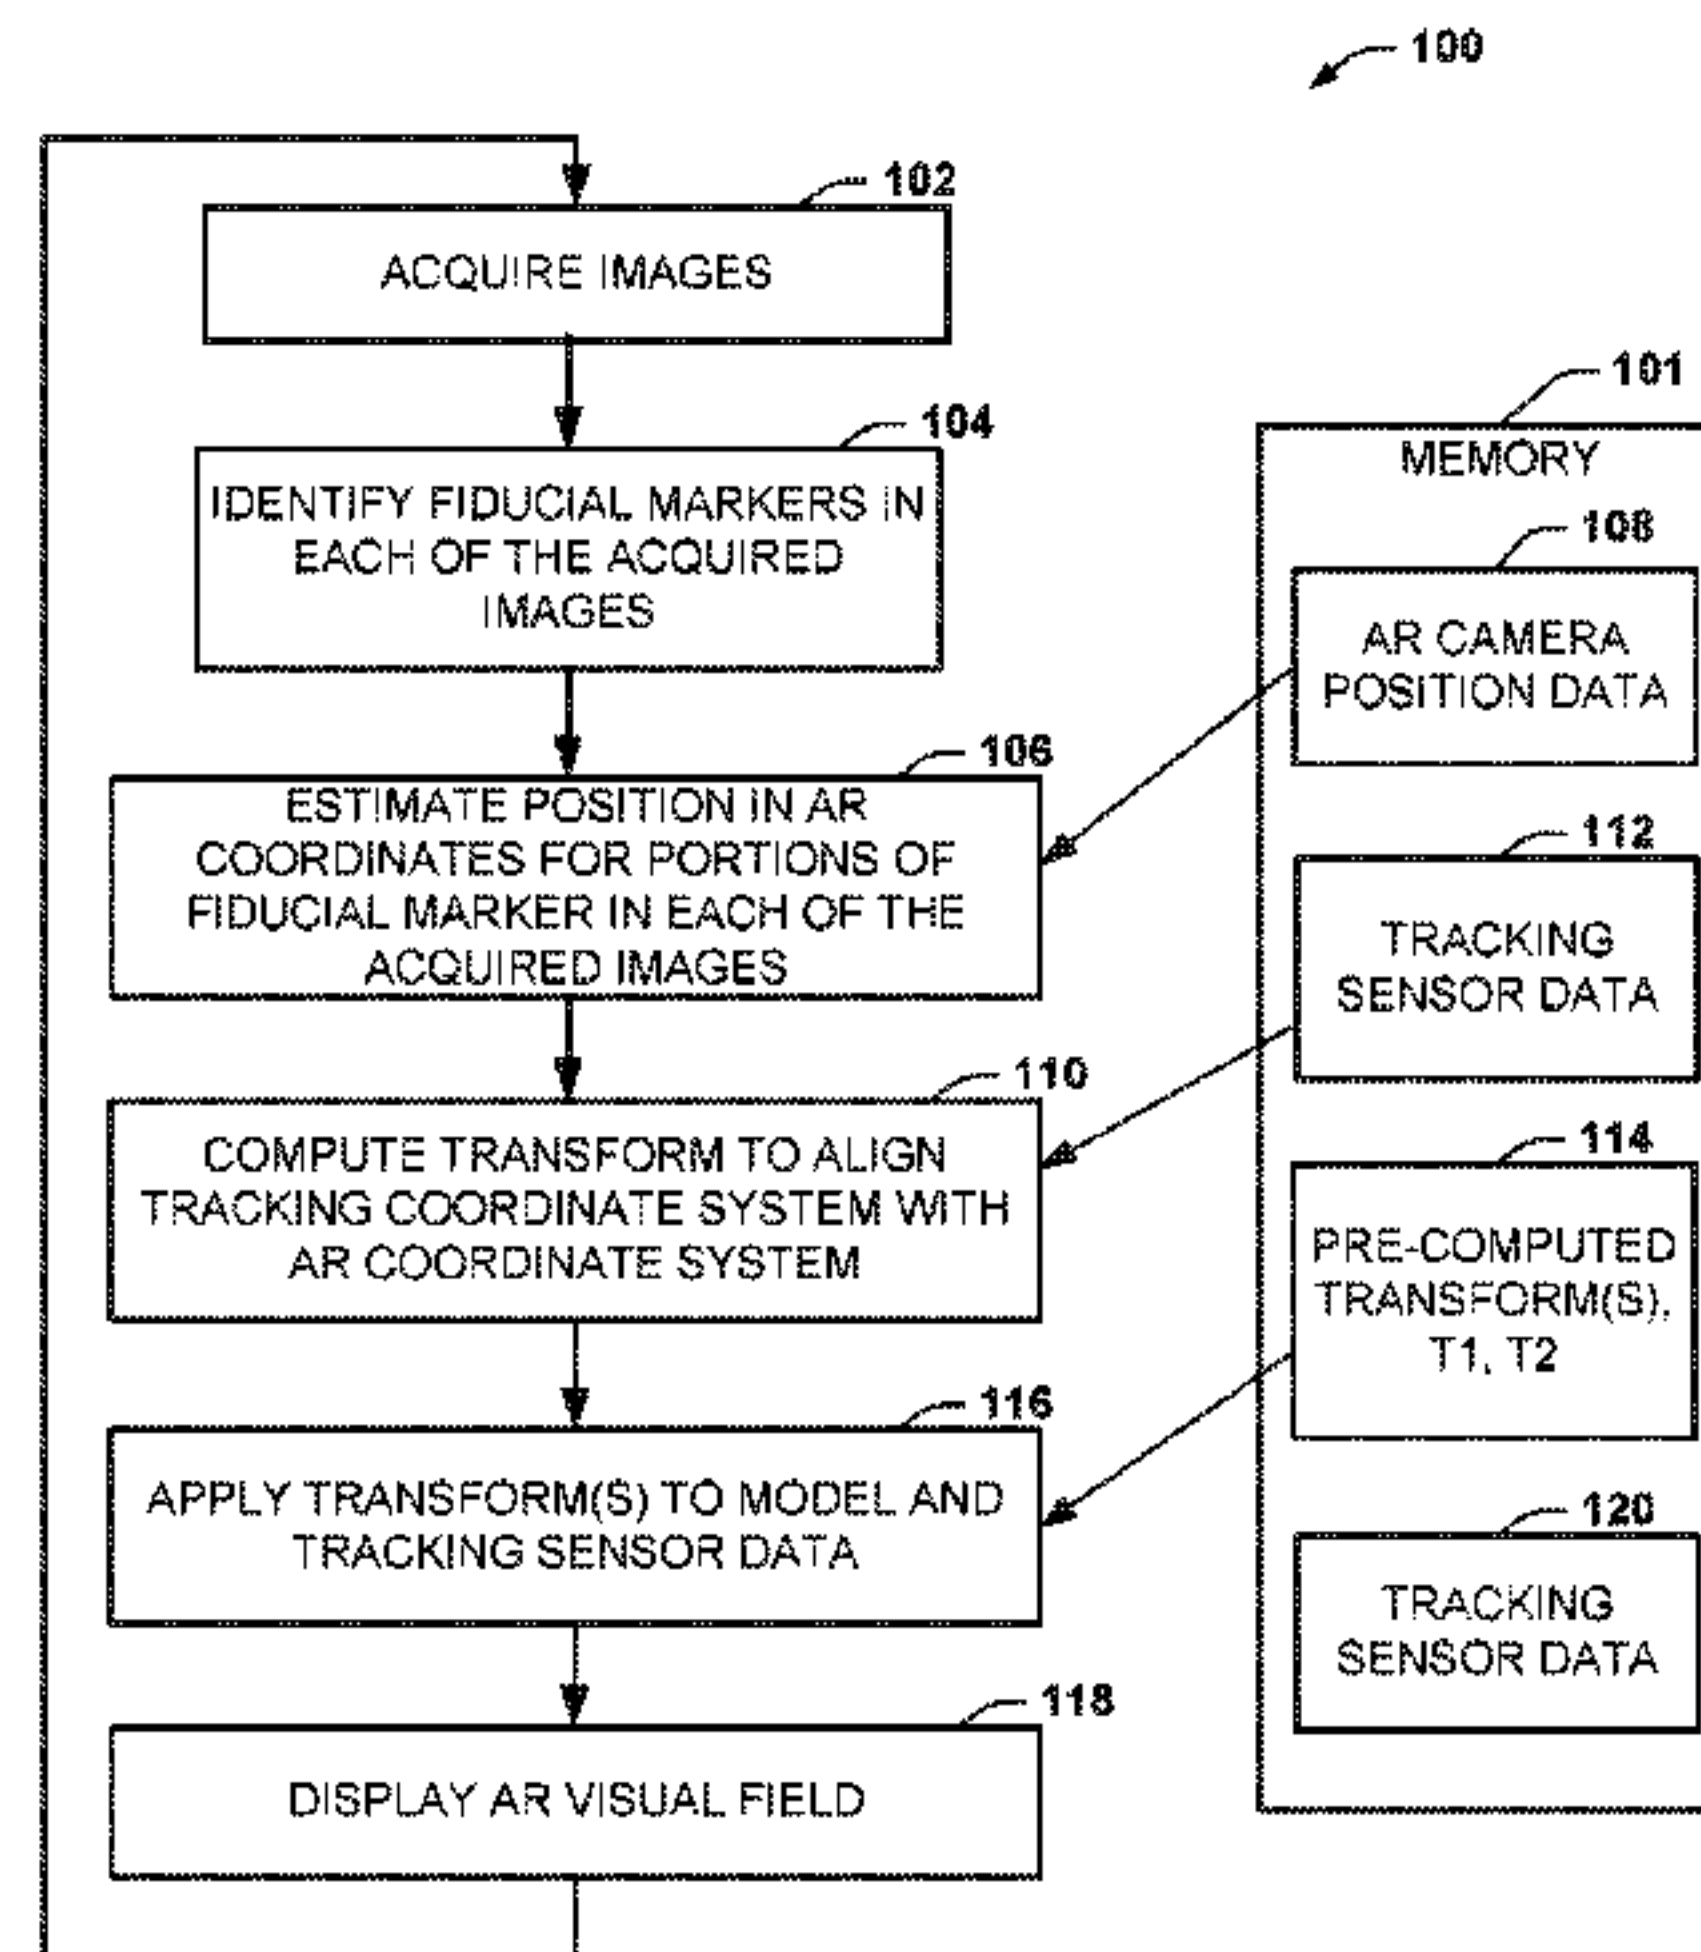 100
102
ACQUIRE IMAGES
104
IDENTIFY FIDUCIAL MARKERS IN
EACH OF THE ACQUIRED
IMAGES
106
ESTIMATE POSITION IN AR
COORDINATES FOR PORTIONS OF
FIDUCIAL MARKER IN EACH OF THE
ACQUIRED IMAGES
110
COMPUTE TRANSFORM TO ALIGN
TRACKING COORDINATE SYSTEM WITH
AR COORDINATE SYSTEM
116
APPLY TRANSFORM(S) TO MODEL AND
TRACKING SENSOR DATA
118
DISPLAY AR VISUAL FIELD
101
MEMORY
108
AR CAMERA
POSITION DATA
112
TRACKING
SENSOR DATA
114
PRE-COMPUTED
TRANSFORM(S),
T1, T2
120
TRACKING
SENSOR DATA